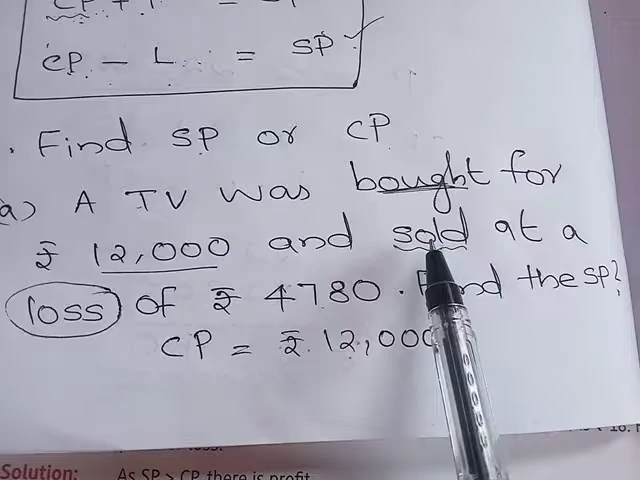 CP - L = SP
. Find SP or CP
a) A TV was bought for
₹ 12,000 and sold at a
loss of ₹ 4780. Find the SP?
CP = ₹ 12,000
Solution: As SP > CP there is profit